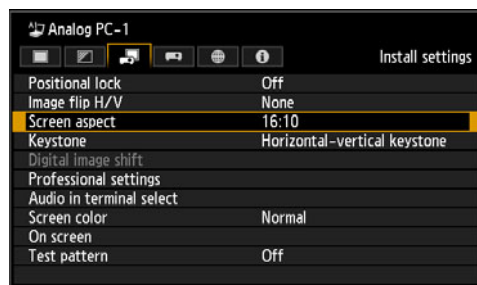 Analog PC-1
Install settings
Positional lock Off
Image flip H/V None
Screen aspect 16:10
Keystone Horizontal-vertical keystone
Digital image shift
Professional settings
Audio in terminal select
Screen color Normal
On screen
Test pattern Off